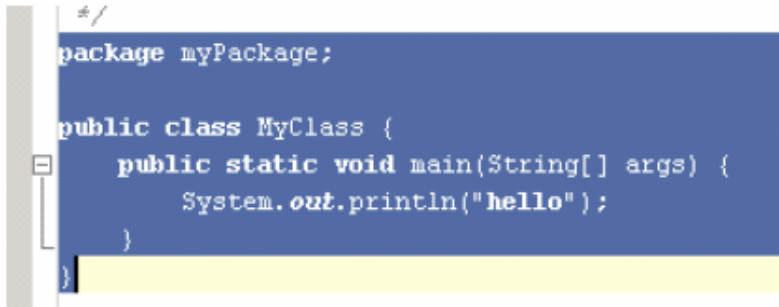 */
package myPackage;
public class MyClass {
public static void main(String[] args) {
System.out.println("hello");
}
}